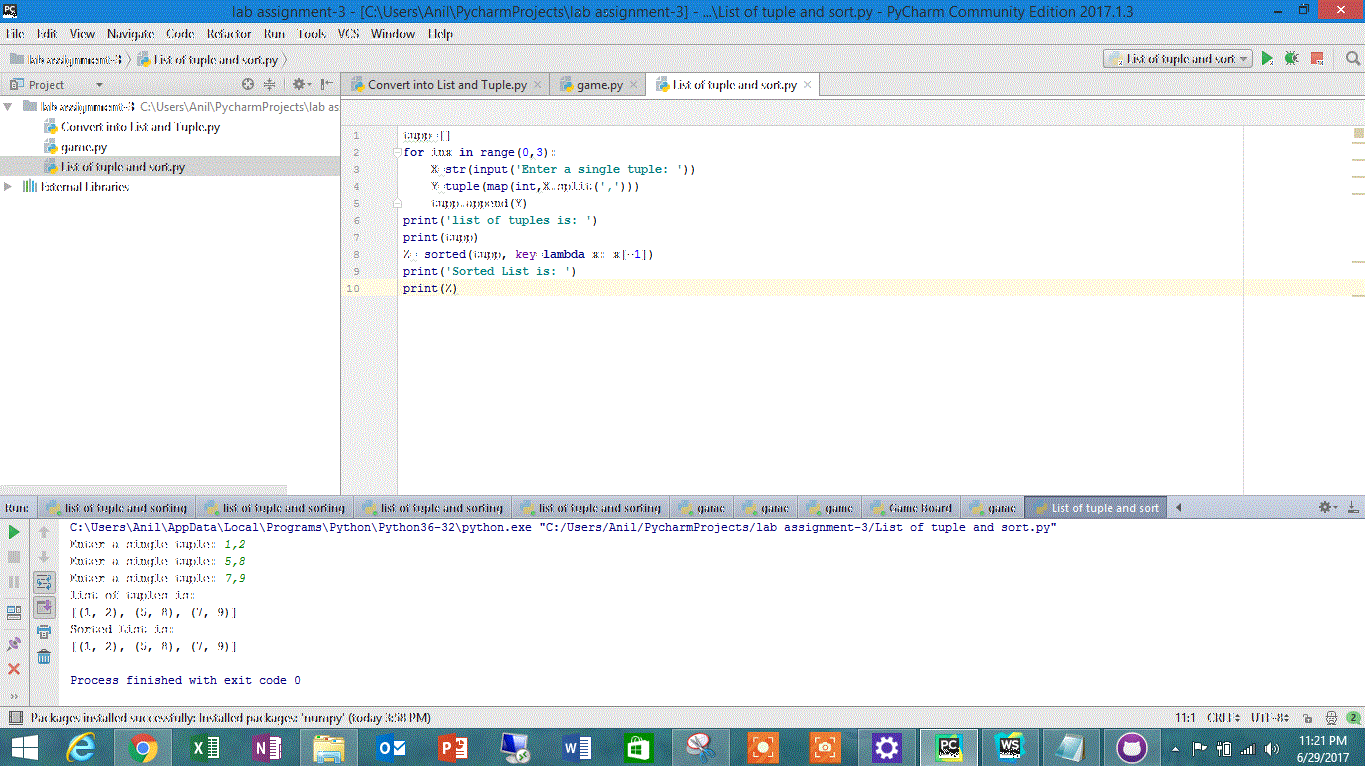 lab assignment-3 - [C:\Users\Anil\PycharmProjects\lab assignment-3] - ...\List of tuple and sort.py - PyCharm Community Edition 2017.1.3
File Edit View Navigate Code Refactor Run Tools VCS Window Help
lab assignment-3 List of tuple and sort.py
List of tuple and sort
Project
Convert into List and Tuple.py
game.py
List of tuple and sort.py
lab assignment-3 C:\Users\Anil\PycharmProjects\lab as
Convert into List and Tuple.py
game.py
List of tuple and sort.py
External Libraries
1 tupp=[]
2 for inx in range(0,3):
3 X=str(input('Enter a single tuple: '))
4 Y=tuple(map(int,X.split(',')))
5 tupp.append(Y)
6 print('list of tuples is: ')
7 print(tupp)
8 Z= sorted(tupp, key=lambda x: x[-1])
9 print('Sorted List is: ')
10 print(Z)
Run: list of tuple and sorting list of tuple and sorting list of tuple and sorting list of tuple and sorting game game game Game Board game List of tuple and sort
C:\Users\Anil\AppData\Local\Programs\Python\Python36-32\python.exe "C:/Users/Anil/PycharmProjects/lab assignment-3/List of tuple and sort.py"
Enter a single tuple: 1,2
Enter a single tuple: 5,8
Enter a single tuple: 7,9
list of tuples is:
[(1, 2), (5, 8), (7, 9)]
Sorted List is:
[(1, 2), (5, 8), (7, 9)]
Process finished with exit code 0
Packages installed successfully: Installed packages: 'numpy' (today 3:58 PM)
11:1 CRLF UTF-8 2
11:21 PM
6/29/2017